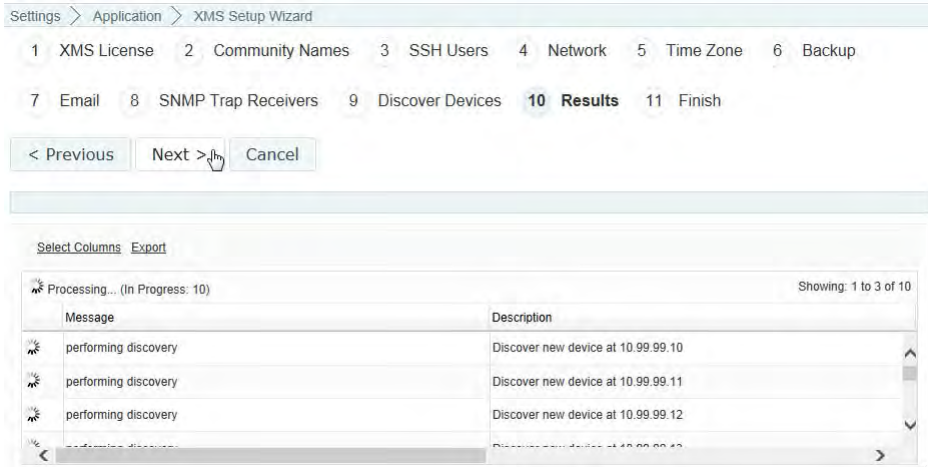 Settings > Application > XMS Setup Wizard
1 XMS License 2 Community Names 3 SSH Users 4 Network 5 Time Zone 6 Backup
7 Email 8 SNMP Trap Receivers 9 Discover Devices 10 Results 11 Finish
< Previous Next > Cancel
Select Columns Export
Processing... (In Progress: 10) Showing: 1 to 3 of 10
Message Description
performing discovery Discover new device at 10.99.99.10
performing discovery Discover new device at 10.99.99.11
performing discovery Discover new device at 10.99.99.12